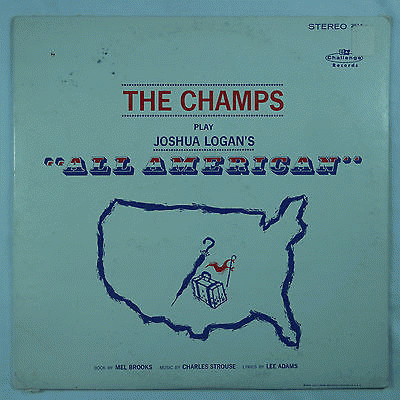 STEREO
Challenge
Records
THE CHAMPS
PLAY
JOSHUA LOGAN'S
"ALL AMERICAN"
BOOK BY MEL BROOKS MUSIC BY CHARLES STROUSE LYRICS BY LEE ADAMS